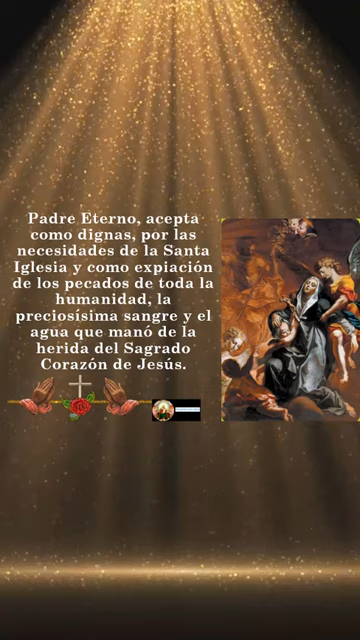 Padre Eterno, acepta
como dignas, por las
necesidades de la Santa
Iglesia y como expiación
de los pecados de toda la
humanidad, la
preciosísima sangre y el
agua que manó de la
herida del Sagrado
Corazón de Jesús.